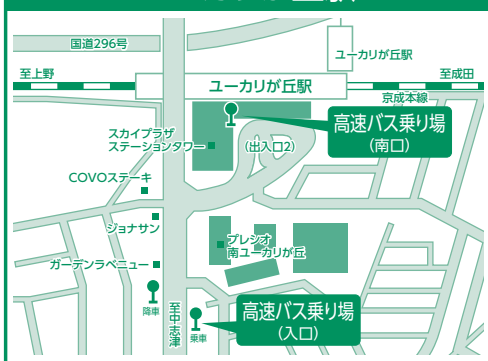 国道296号
ユーカリが丘駅
至上野
ユーカリが丘駅
至成田
京成本線
高速バス乗り場
(南口)
スカイプラザ
ステーションタワー
(出入口2)
COVOステーキ
ジョナサン
プレシオ
南ユーカリが丘
ガーデンラベニュー
降車
至中志津
乗車
高速バス乗り場
(入口)